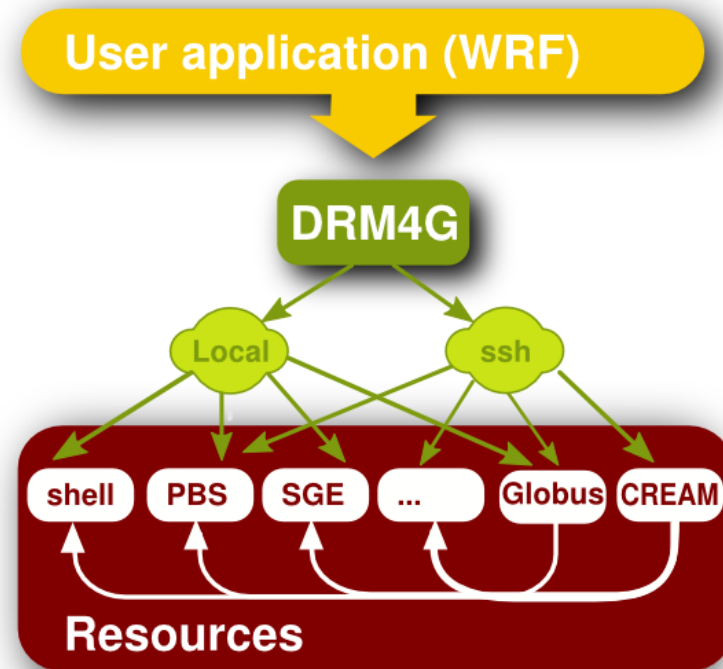 User application (WRF)
DRM4G
Local
ssh
shell
PBS
SGE
...
Globus
CREAM
Resources